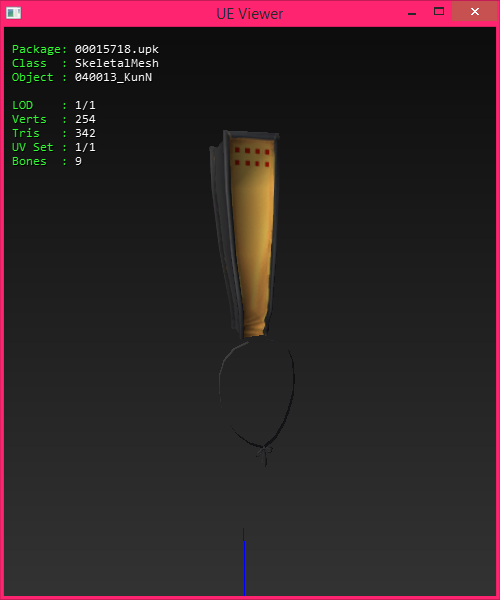 UE Viewer
Package: 00015718.upk
Class  : SkeletalMesh
Object : 040013_KunN
LOD    : 1/1
Verts  : 254
Tris   : 342
UV Set : 1/1
Bones  : 9